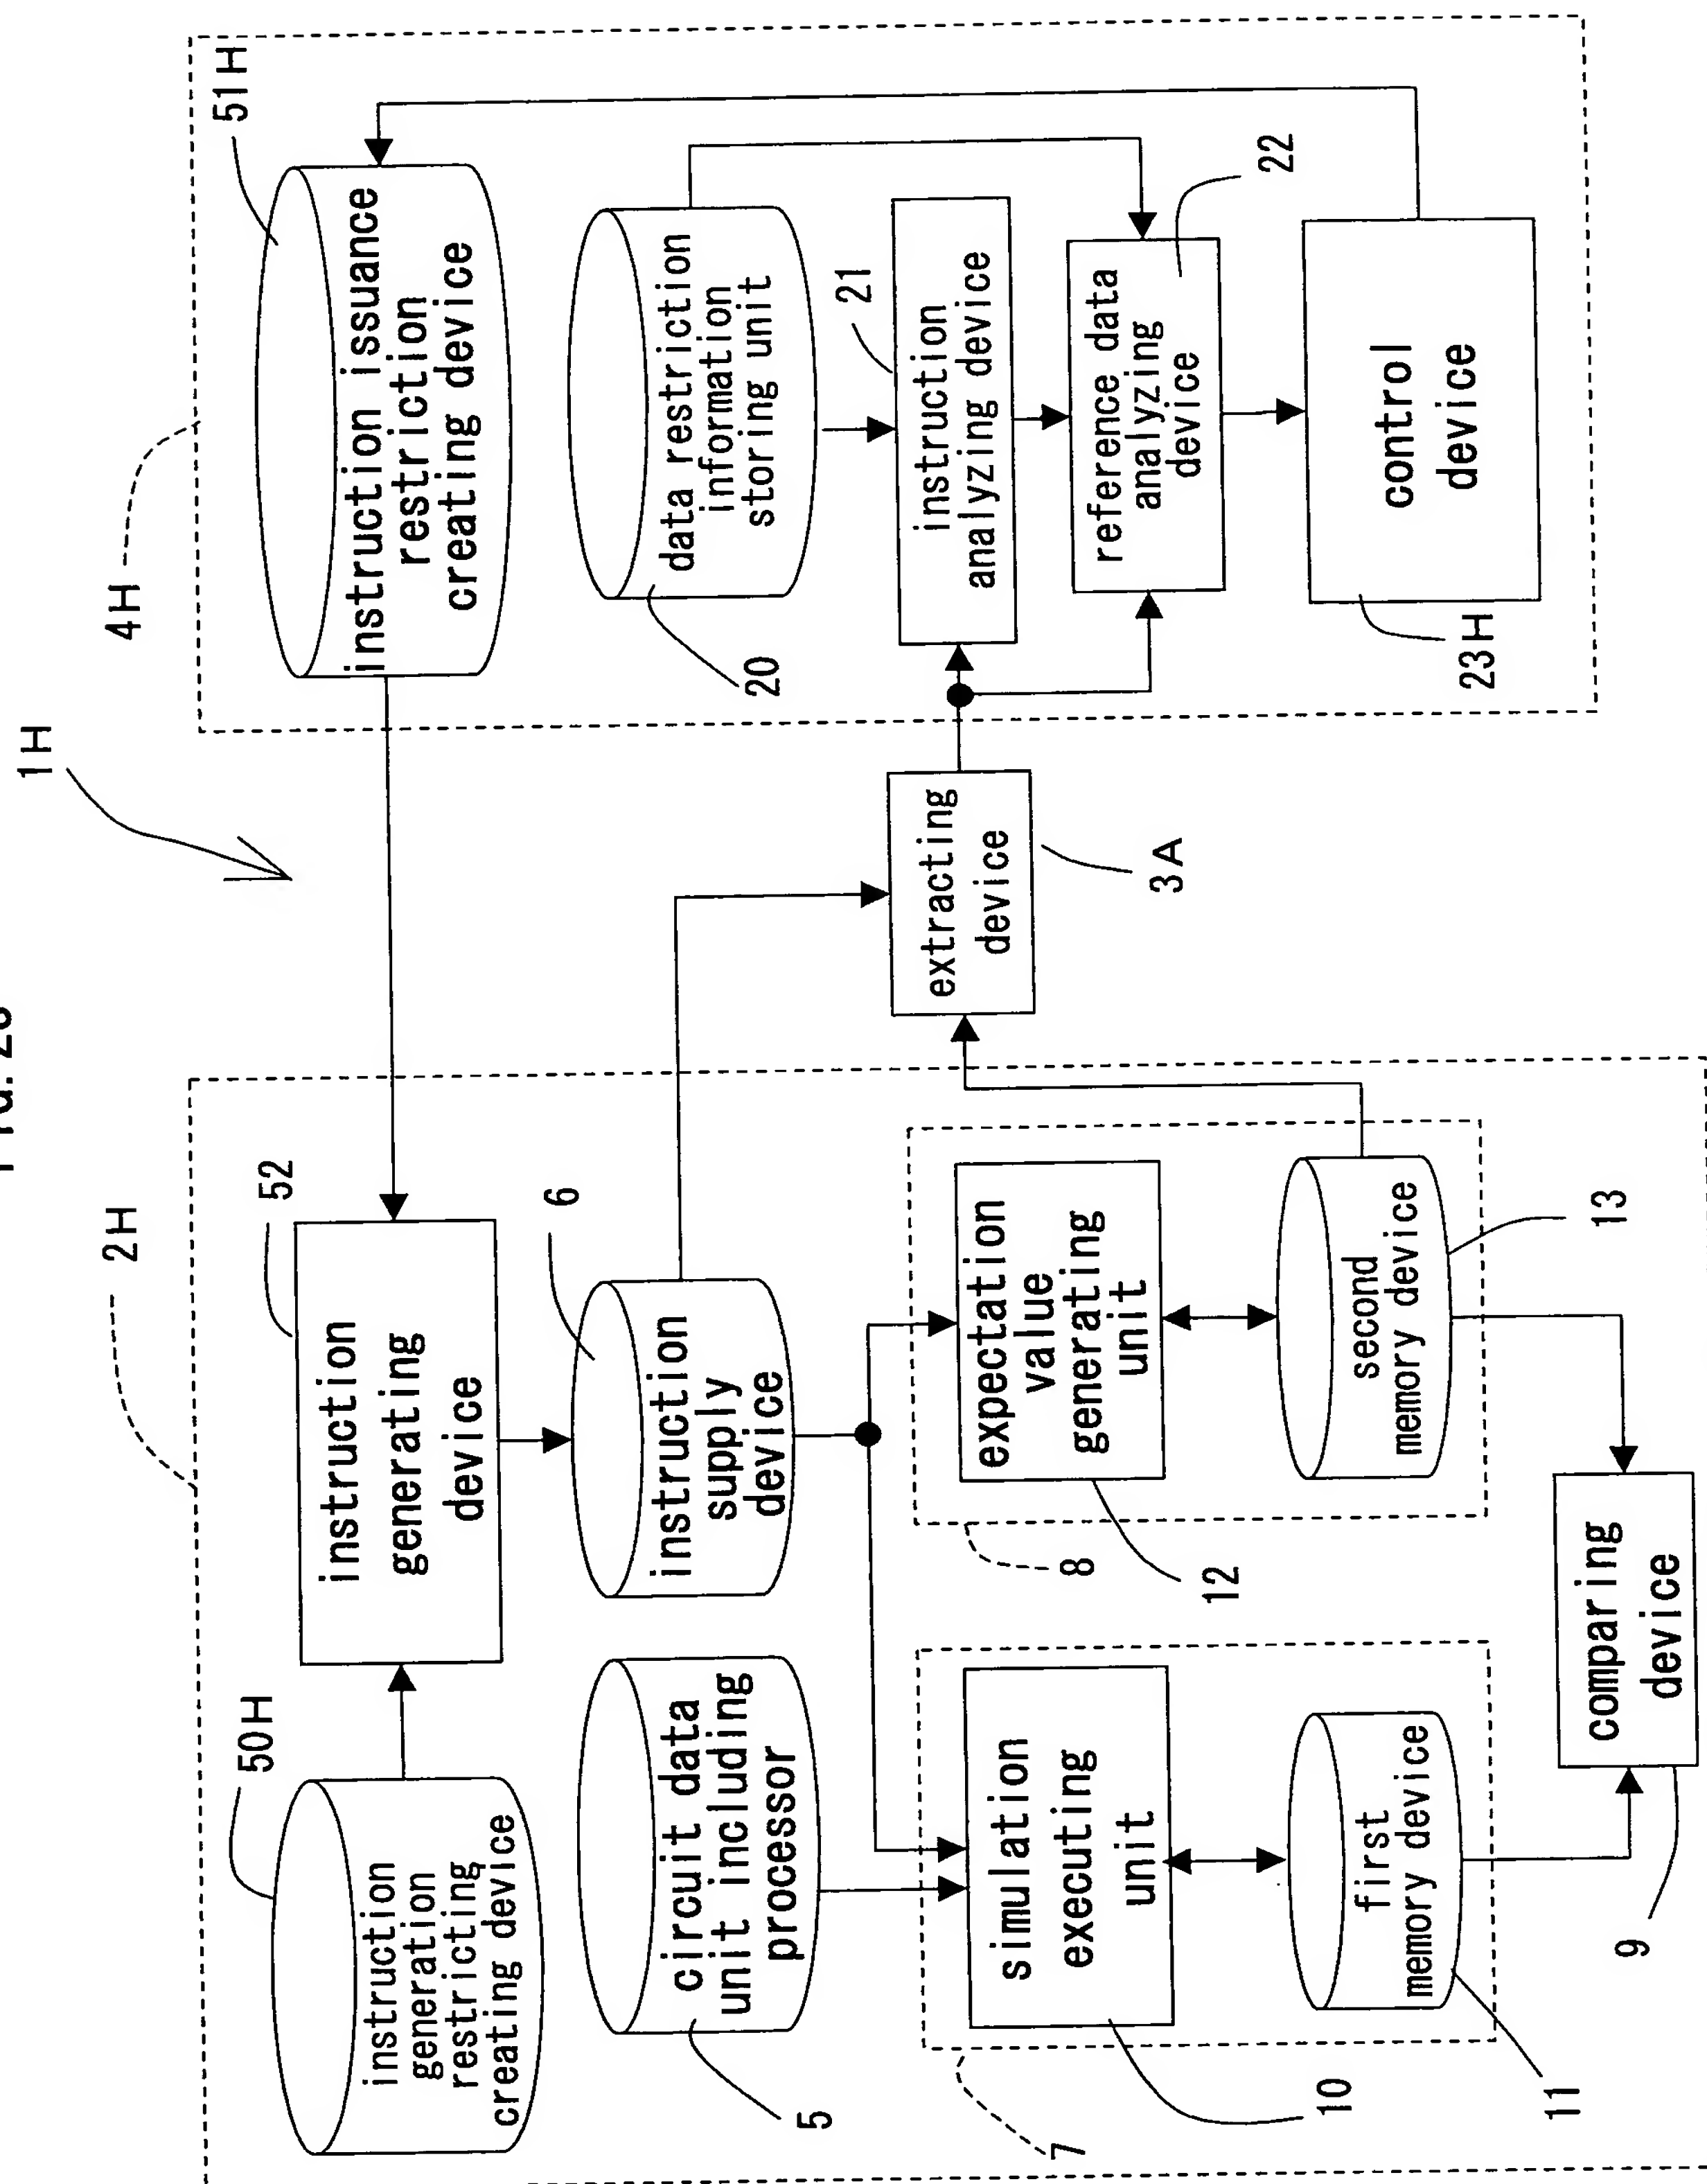 1H
2H
50H
instruction
generation
restricting
creating device
52
instruction
generating
device
51H
instruction issuance
restriction
creating device
4H
5
circuit data
unit including
processor
6
instruction
supply
device
20
data restriction
information
storing unit
21
instruction
analyzing device
22
reference data
analyzing
device
23H
control
device
extracting
device
3A
7
simulation
executing
unit
10
first
memory device
11
8
expectation
value
generating
unit
12
second
memory device
13
comparing
device
9